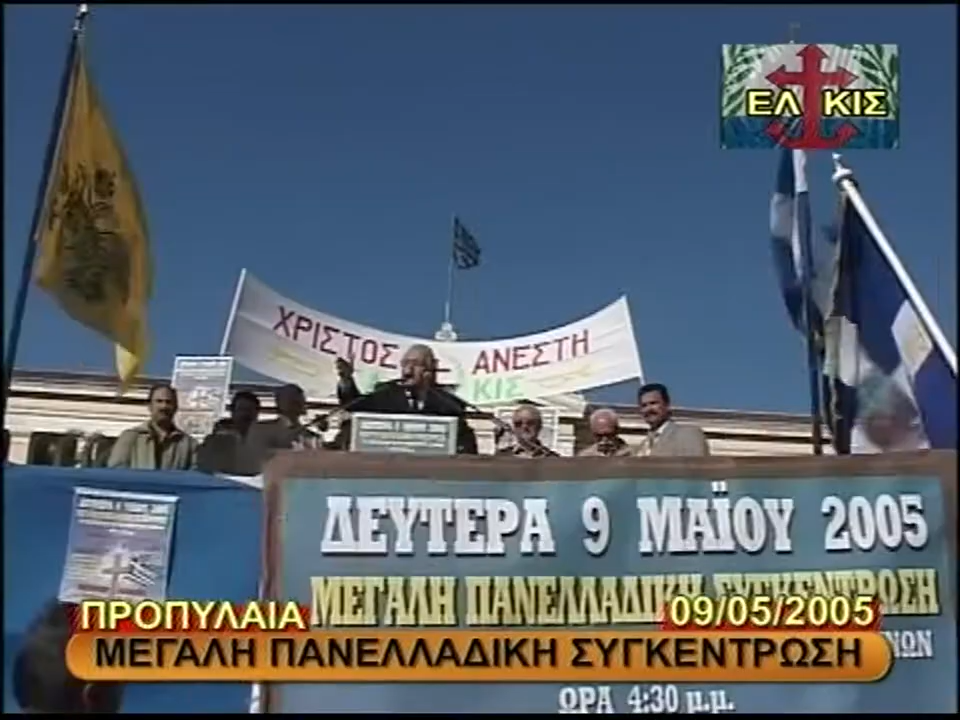 ΕΛ ΚΙΣ
ΧΡΙΣΤΟΣ ΑΝΕΣΤΗ
ΚΙΣ
ΔΕΥΤΕΡΑ 9 ΜΑΪΟΥ 2005
ΜΕΓΑΛΗ ΠΑΝΕΛΛΑΔΙΚΗ ΣΥΓΚΕΝΤΡΩΣΗ
ΠΡΟΠΥΛΑΙΑ 09/05/2005
ΜΕΓΑΛΗ ΠΑΝΕΛΛΑΔΙΚΗ ΣΥΓΚΕΝΤΡΩΣΗ
ΩΡΑ 4:30 μ.μ.